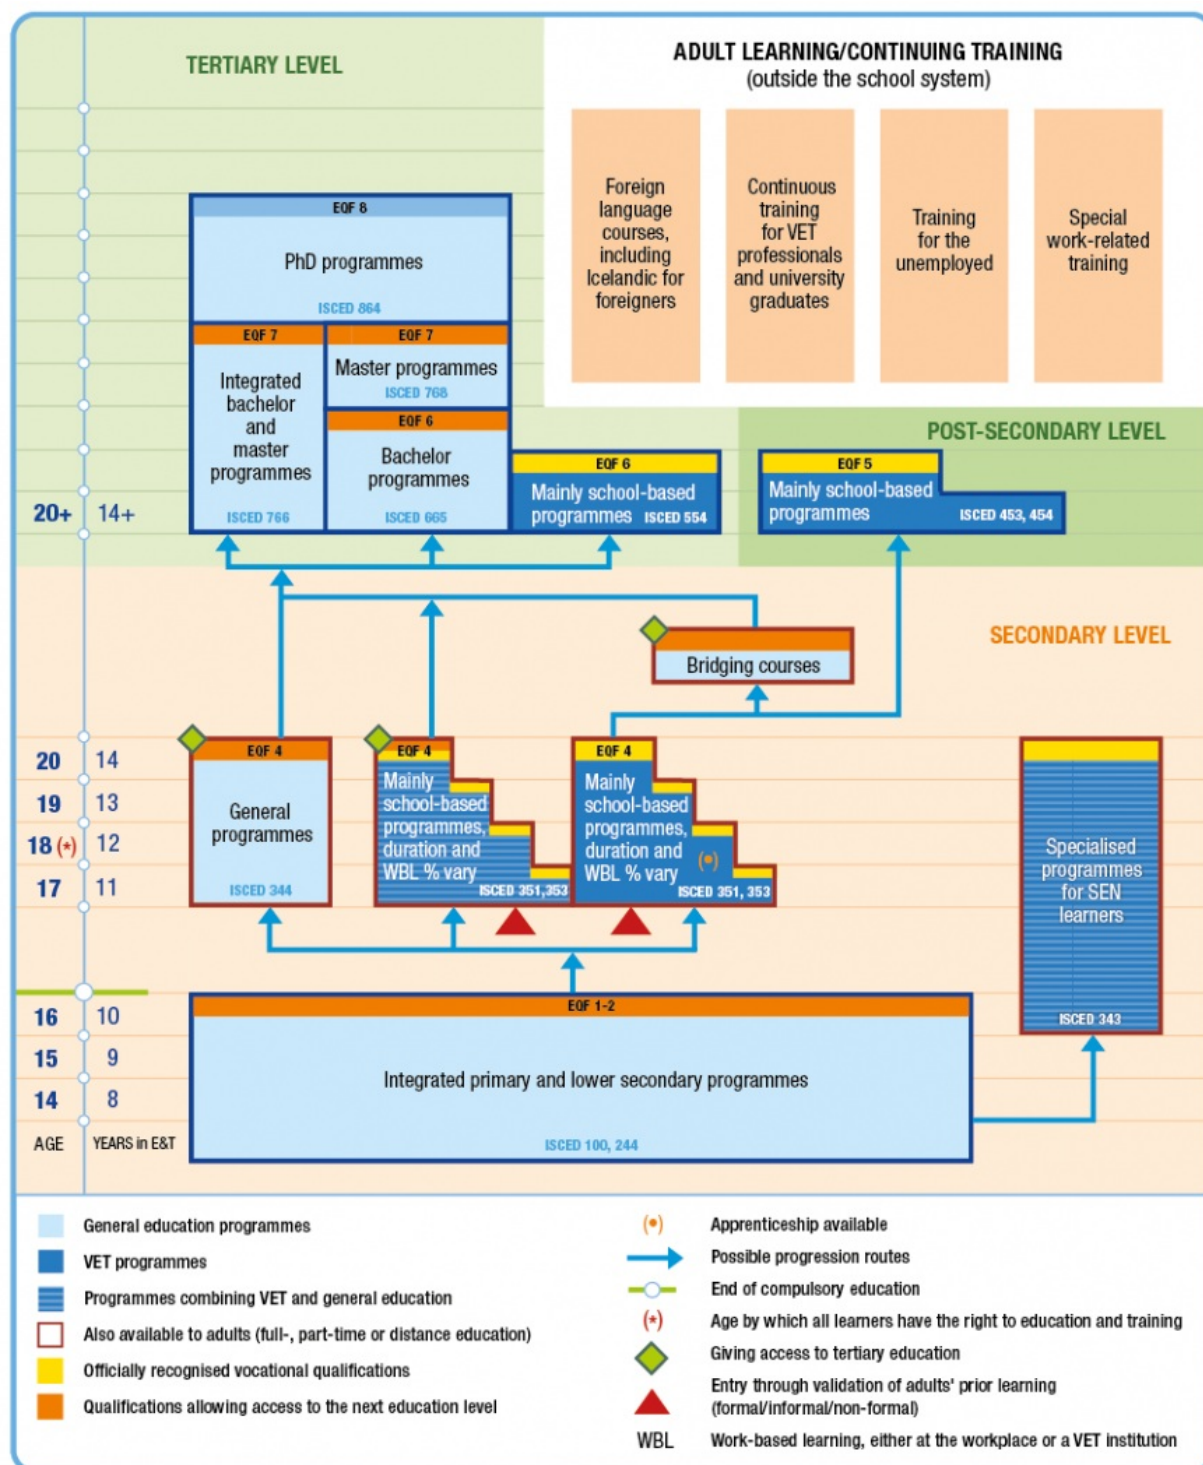 TERTIARY LEVEL
ADULT LEARNING/CONTINUING TRAINING
(outside the school system)
Foreign
language
courses,
including
Icelandic for
foreigners
Continuous
training
for VET
professionals
and university
graduates
Training
for the
unemployed
Special
work-related
training
EQF 8
PhD programmes
ISCED 864
EQF 7
Integrated
bachelor
and
master
programmes
ISCED 766
EQF 7
Master programmes
ISCED 768
EQF 6
Bachelor
programmes
ISCED 665
EQF 6
Mainly school-based
programmes ISCED 554
POST-SECONDARY LEVEL
EQF 5
Mainly school-based
programmes
ISCED 453, 454
20+ 14+
SECONDARY LEVEL
Bridging courses
EQF 4
General
programmes
ISCED 344
EQF 4
Mainly
school-based
programmes,
duration and
WBL % vary
ISCED 351,353
EQF 4
Mainly
school-based
programmes,
duration and
WBL % vary
(•)
ISCED 351, 353
Specialised
programmes
for SEN
learners
ISCED 343
20 14
19 13
18 (*) 12
17 11
16 10
15 9
14 8
AGE YEARS in E&T
EQF 1-2
Integrated primary and lower secondary programmes
ISCED 100, 244
General education programmes
VET programmes
Programmes combining VET and general education
Also available to adults (full-, part-time or distance education)
Officially recognised vocational qualifications
Qualifications allowing access to the next education level
(•) Apprenticeship available
Possible progression routes
End of compulsory education
(*) Age by which all learners have the right to education and training
Giving access to tertiary education
Entry through validation of adults' prior learning
(formal/informal/non-formal)
WBL Work-based learning, either at the workplace or a VET institution